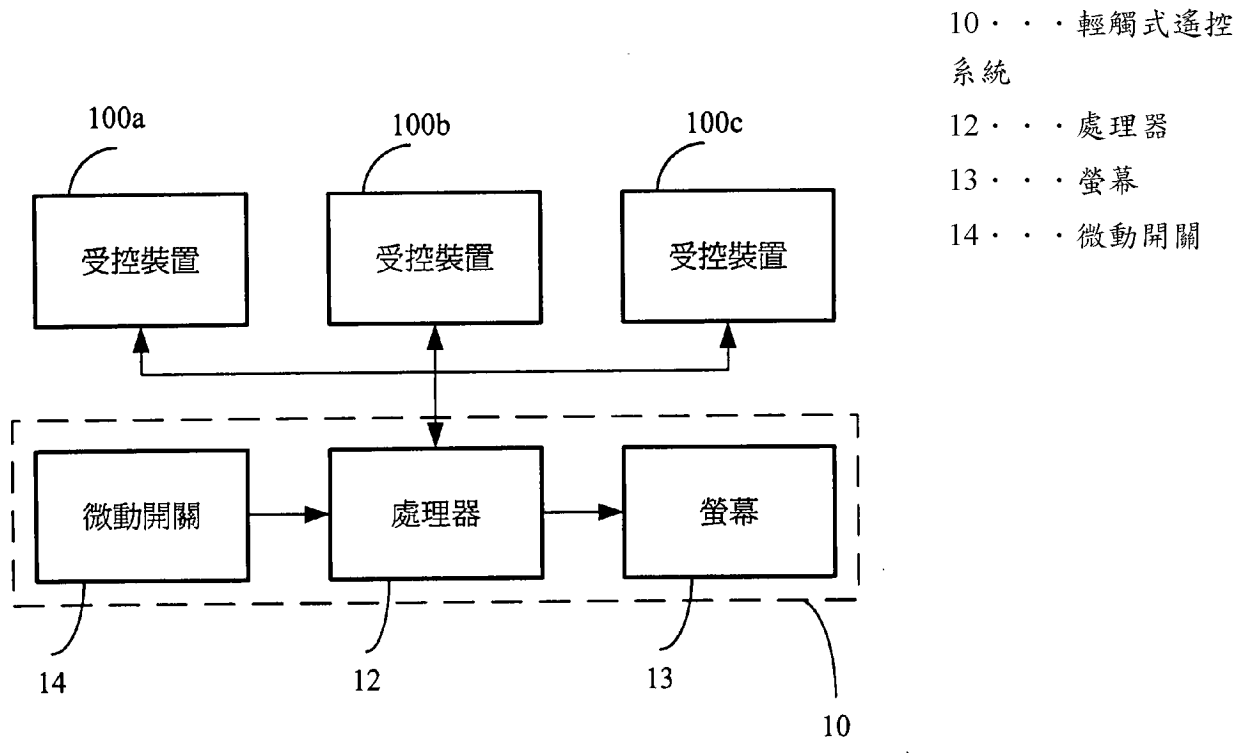 10・・・輕觸式遙控
系統
12・・・處理器
13・・・螢幕
14・・・微動開關
100a
100b
100c
受控裝置
受控裝置
受控裝置
微動開關
處理器
螢幕
14
12
13
10